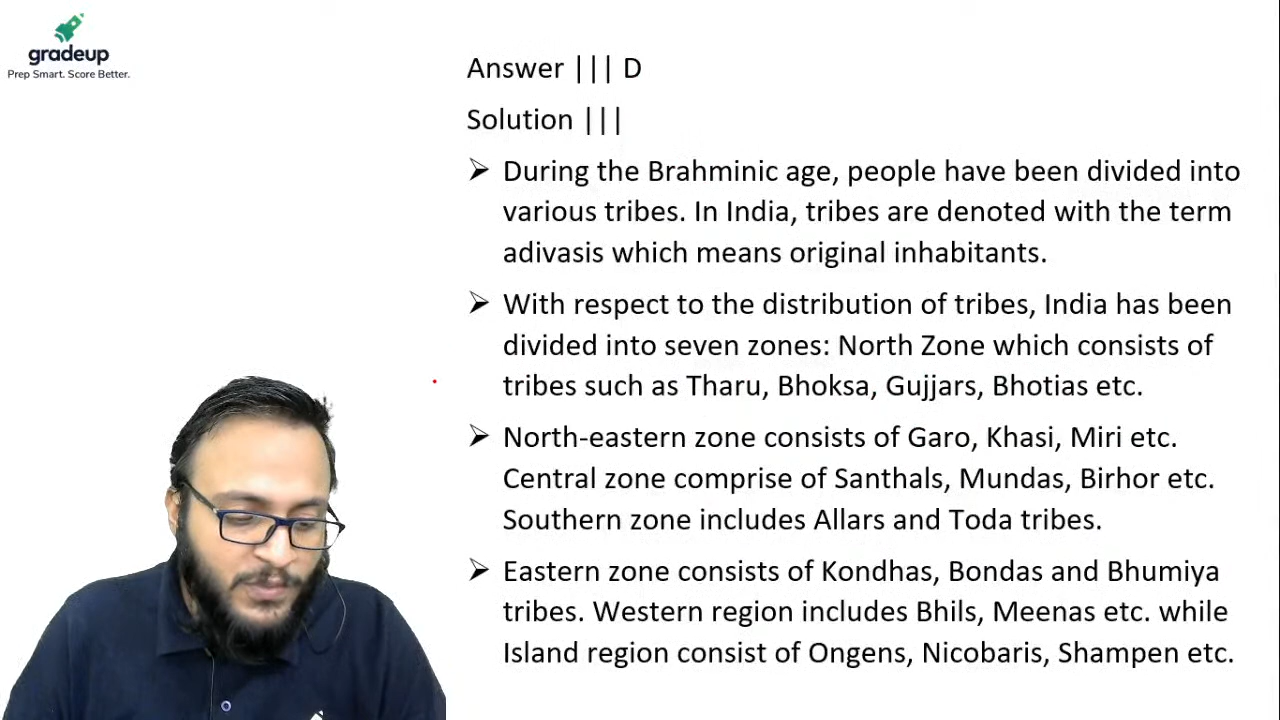 gradeup
Prep Smart. Score Better.
Answer ||| D
Solution |||
➢ During the Brahminic age, people have been divided into
various tribes. In India, tribes are denoted with the term
adivasis which means original inhabitants.
➢ With respect to the distribution of tribes, India has been
divided into seven zones: North Zone which consists of
tribes such as Tharu, Bhoksa, Gujjars, Bhotias etc.
➢ North-eastern zone consists of Garo, Khasi, Miri etc.
Central zone comprise of Santhals, Mundas, Birhor etc.
Southern zone includes Allars and Toda tribes.
➢ Eastern zone consists of Kondhas, Bondas and Bhumiya
tribes. Western region includes Bhils, Meenas etc. while
Island region consist of Ongens, Nicobaris, Shampen etc.